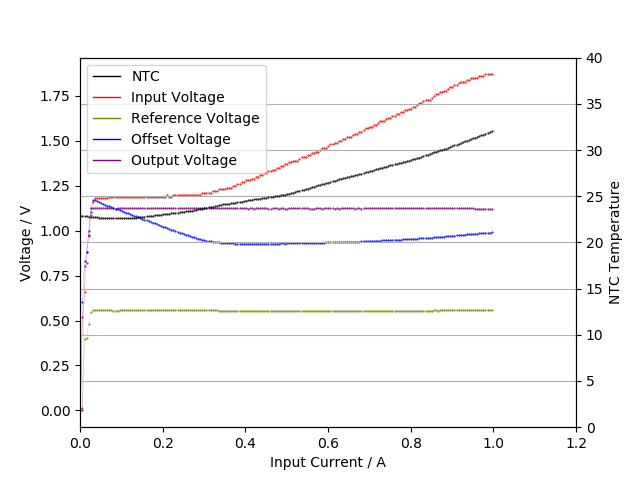 NTC
Input Voltage
Reference Voltage
Offset Voltage
Output Voltage
Voltage / V
1.75
1.50
1.25
1.00
0.75
0.50
0.25
0.00
40
35
30
25
20
15
10
5
0
NTC Temperature
0.0 0.2 0.4 0.6 0.8 1.0 1.2
Input Current / A